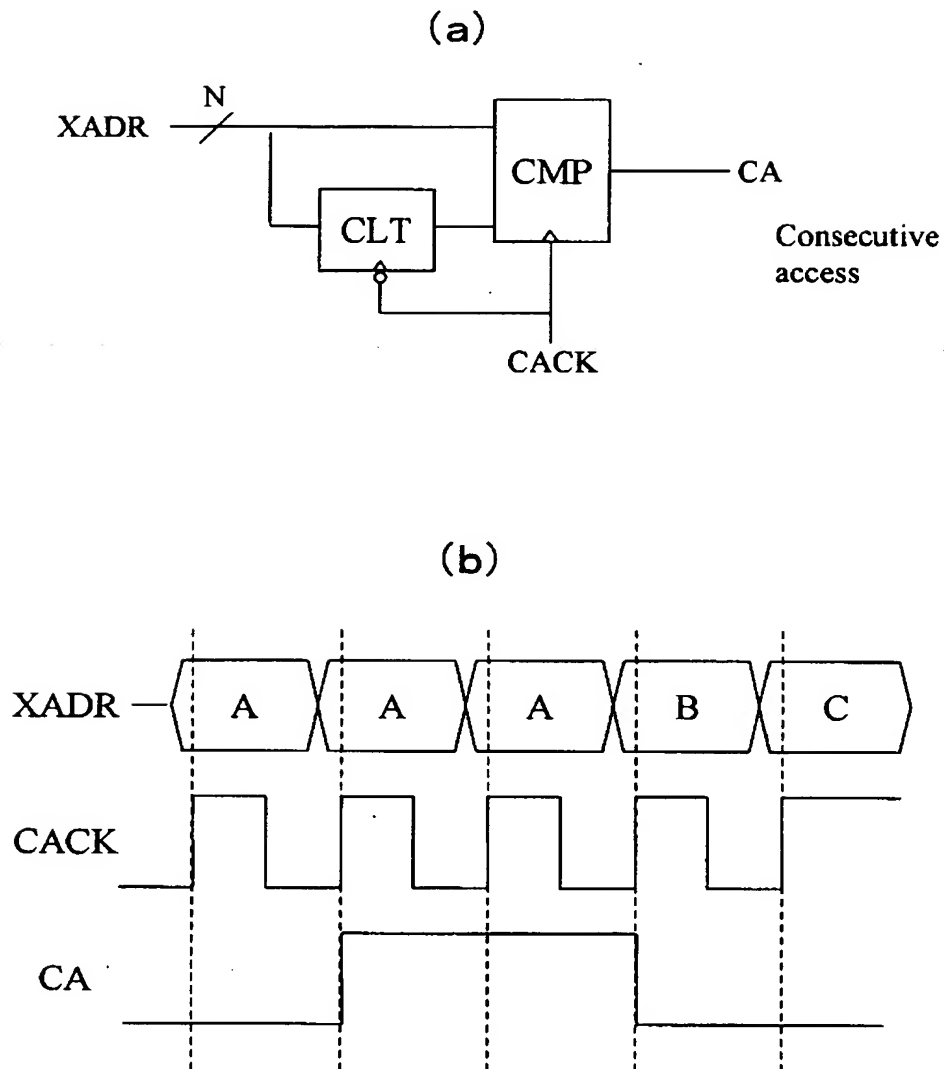 (a)
N
XADR
CMP
CA
CLT
Consecutive
access
CACK
(b)
XADR
A
A
A
B
C
CACK
CA